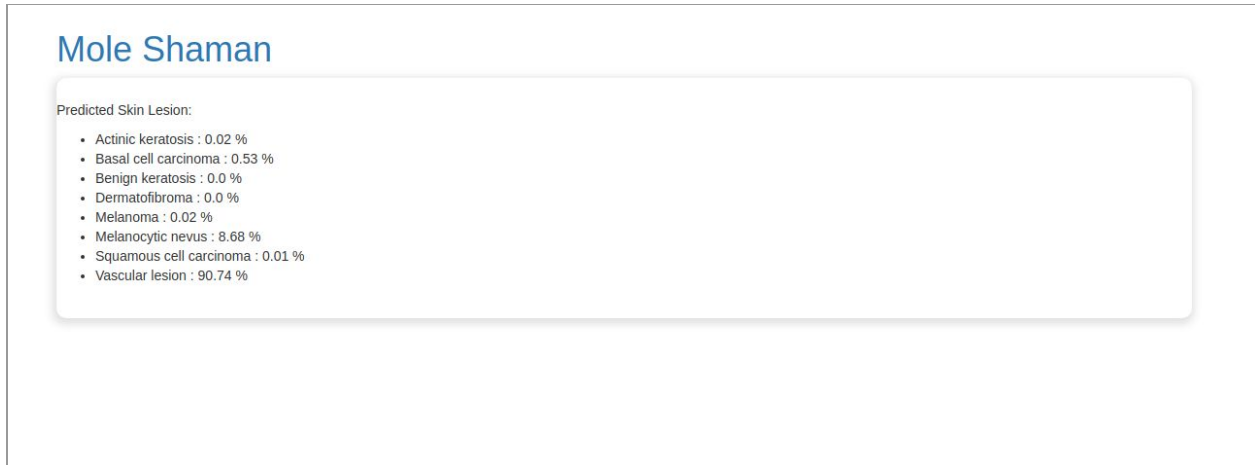 Mole Shaman
Predicted Skin Lesion:
• Actinic keratosis : 0.02 %
• Basal cell carcinoma : 0.53 %
• Benign keratosis : 0.0 %
• Dermatofibroma : 0.0 %
• Melanoma : 0.02 %
• Melanocytic nevus : 8.68 %
• Squamous cell carcinoma : 0.01 %
• Vascular lesion : 90.74 %